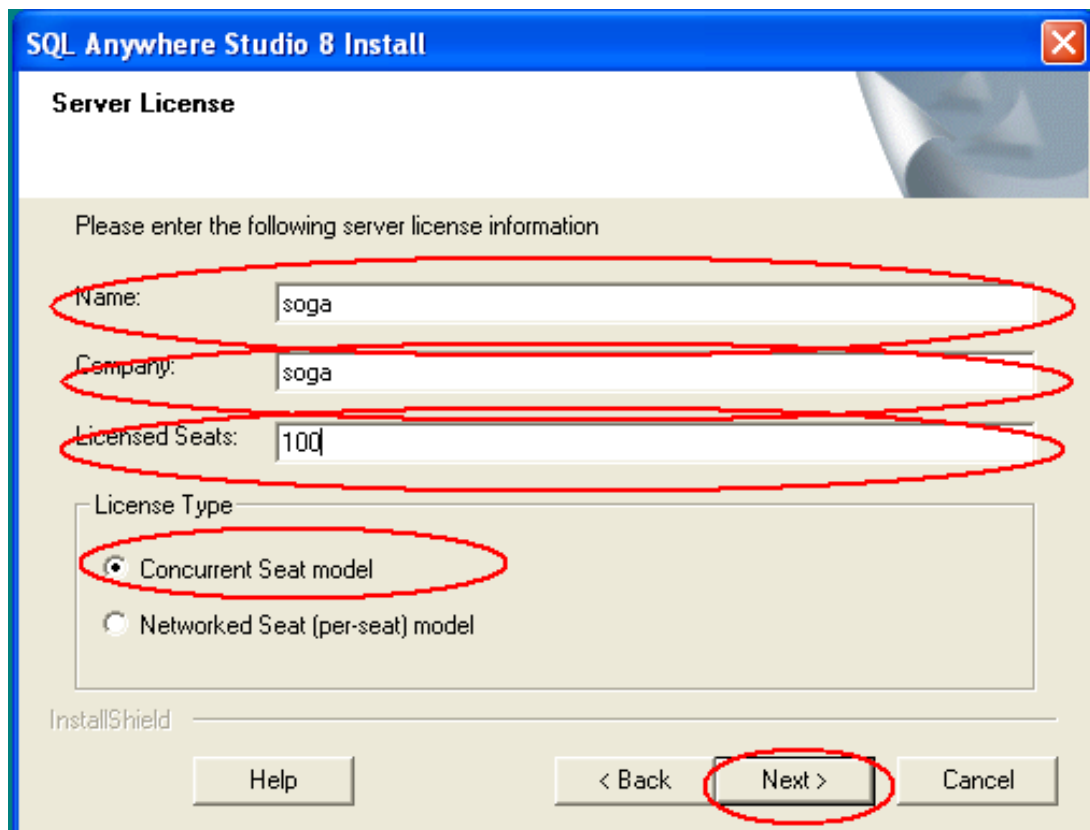 SQL Anywhere Studio 8 Install
Server License
Please enter the following server license information
Name: soga
Company: soga
Licensed Seats: 100
License Type
Concurrent Seat model
Networked Seat (per-seat) model
InstallShield
Help < Back Next > Cancel